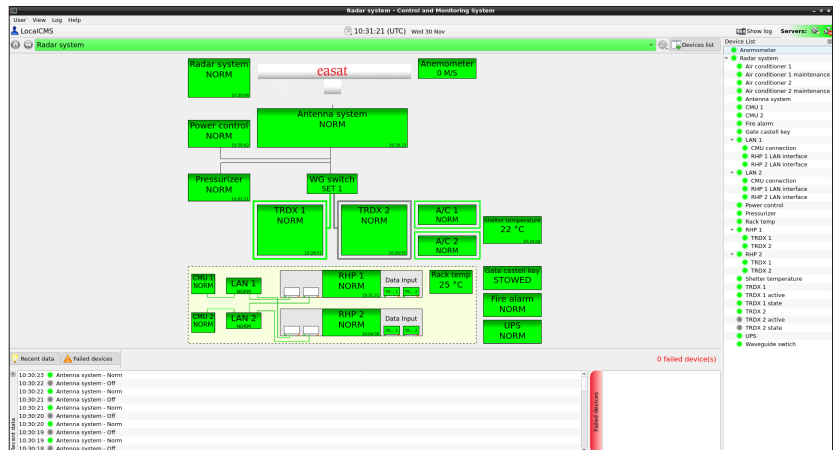 Radar system - Control and Monitoring System
User View Log Help
LocalCMS
10:31:21 (UTC) Wed 30 Nov
Show log Servers:
Radar system
Devices list
Device List
Radar system
NORM
easat
Anemometer
0 M/S
Antenna system
NORM
Power control
NORM
Pressurizer
NORM
WG switch
SET 1
TRDX 1
NORM
TRDX 2
NORM
A/C 1
NORM
A/C 2
NORM
Shelter temperature
22 °C
CMU 1
NORM
LAN 1
NORM
RHP 1
NORM
Data Input
Rack temp
25 °C
CMU 2
NORM
LAN 2
NORM
RHP 2
NORM
Data Input
Gate castell key
STOWED
Fire alarm
NORM
UPS
NORM
Anemometer
Radar system
Air conditioner 1
Air conditioner 1 maintenance
Air conditioner 2
Air conditioner 2 maintenance
Antenna system
CMU 1
CMU 2
Fire alarm
Gate castell key
LAN 1
CMU connection
RHP 1 LAN interface
RHP 2 LAN interface
LAN 2
CMU connection
RHP 1 LAN interface
RHP 2 LAN interface
Power control
Pressurizer
Rack temp
RHP 1
TRDX 1
TRDX 2
RHP 2
TRDX 1
TRDX 2
Shelter temperature
TRDX 1
TRDX 1 active
TRDX 1 state
TRDX 2
TRDX 2 active
TRDX 2 state
UPS
Waveguide switch
Recent data
Failed devices
0 failed device(s)
10:30:23 Antenna system - Norm
10:30:22 Antenna system - Off
10:30:22 Antenna system - Norm
10:30:21 Antenna system - Off
10:30:21 Antenna system - Norm
10:30:20 Antenna system - Off
10:30:20 Antenna system - Norm
10:30:19 Antenna system - Off
10:30:19 Antenna system - Norm
10:30:18 Antenna system - Off
Recent data
Failed devices